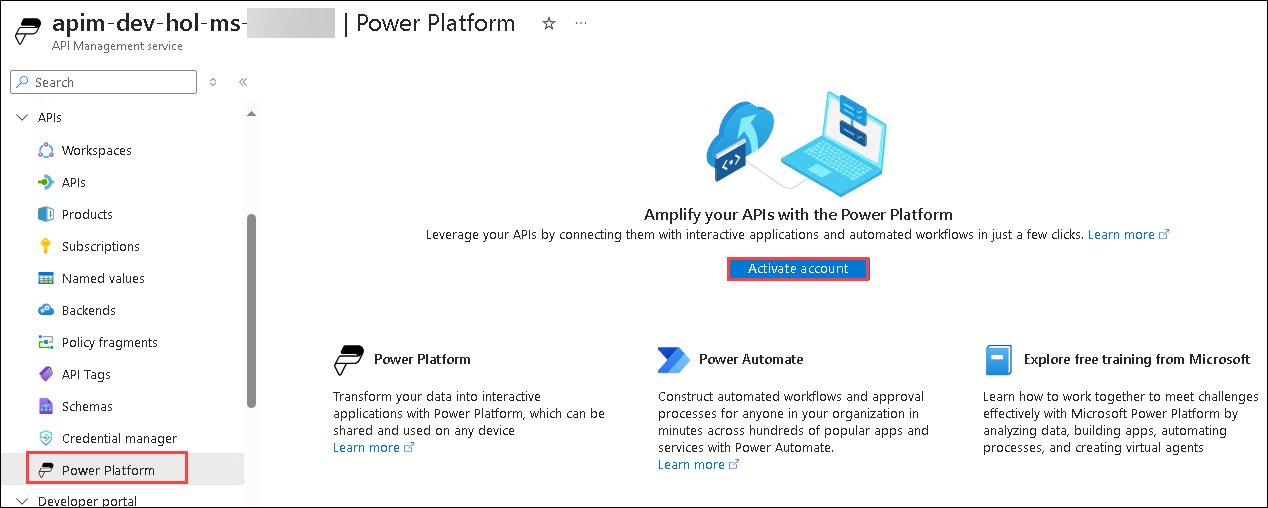 apim-dev-hol-ms- | Power Platform
API Management service
Search
APIs
Workspaces
APIs
Products
Subscriptions
Named values
Backends
Policy fragments
API Tags
Schemas
Credential manager
Power Platform
Developer portal
Amplify your APIs with the Power Platform
Leverage your APIs by connecting them with interactive applications and automated workflows in just a few clicks. Learn more
Activate account
Power Platform
Transform your data into interactive
applications with Power Platform, which can be
shared and used on any device
Learn more
Power Automate
Construct automated workflows and approval
processes for anyone in your organization in
minutes across hundreds of popular apps and
services with Power Automate.
Learn more
Explore free training from Microsoft
Learn how to work together to meet challenges
effectively with Microsoft Power Platform by
analyzing data, building apps, automating
processes, and creating virtual agents